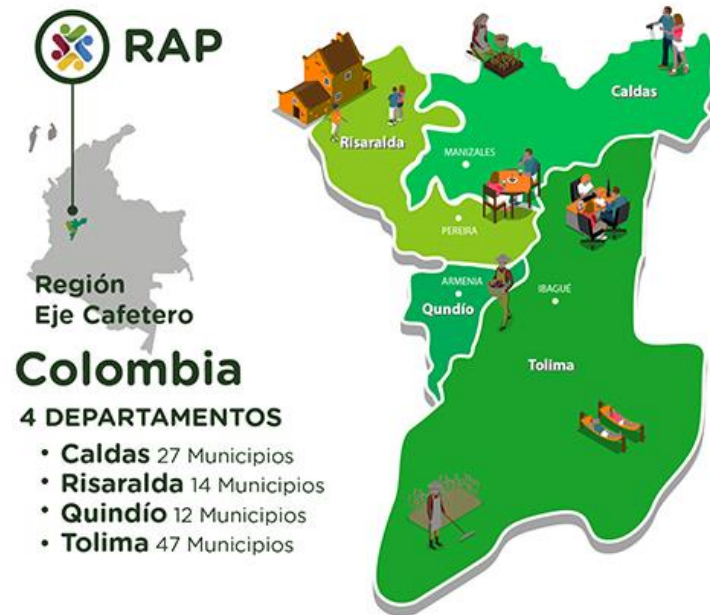 RAP
Región
Eje Cafetero
Colombia
4 DEPARTAMENTOS
• Caldas 27 Municipios
• Risaralda 14 Municipios
• Quindío 12 Municipios
• Tolima 47 Municipios
Caldas
Risaralda
MANIZALES
PEREIRA
ARMENIA
Qundío
IBAGUÉ
Tolima